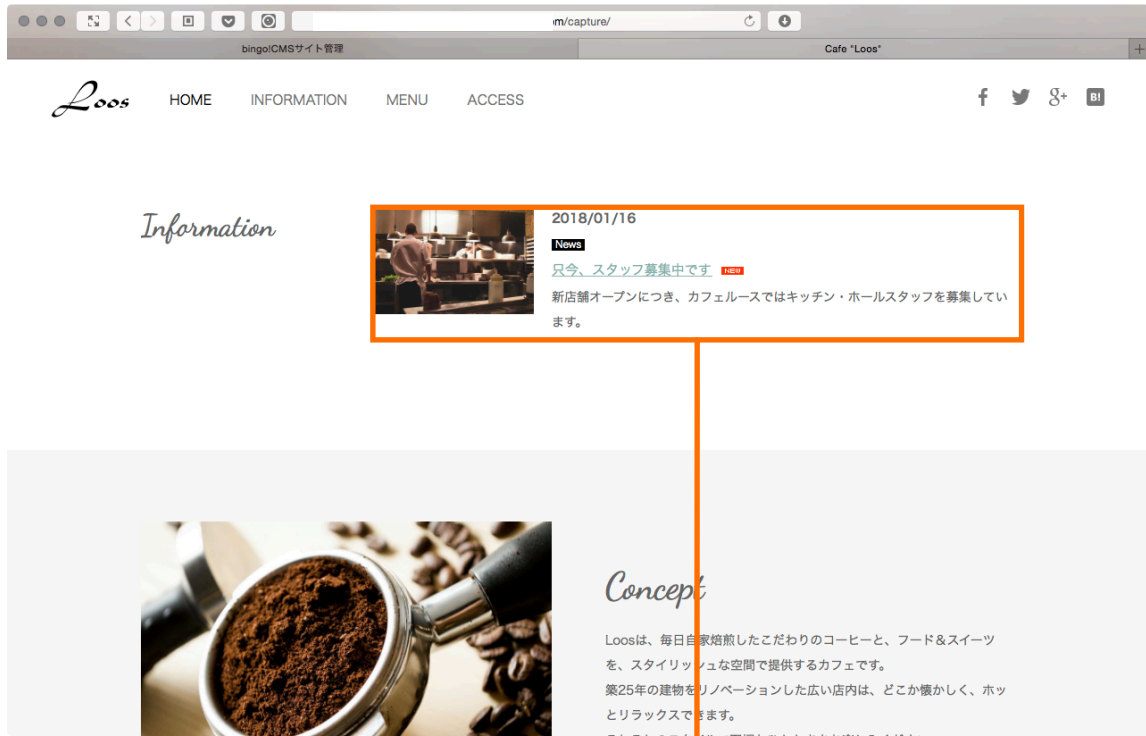 m/capture/
bingo!CMSサイト管理
Cafe "Loos"
Loos HOME INFORMATION MENU ACCESS
f g+ B!
Information
2018/01/16
News
只今、スタッフ募集中です NEW
新店舗オープンにつき、カフェルースではキッチン・ホールスタッフを募集してい
ます。
Concept
Loosは、毎日自家焙煎したこだわりのコーヒーと、フード＆スイーツ
を、スタイリッシュな空間で提供するカフェです。
築25年の建物をリノベーションした広い店内は、どこか懐かしく、ホッ
とリラックスできます。